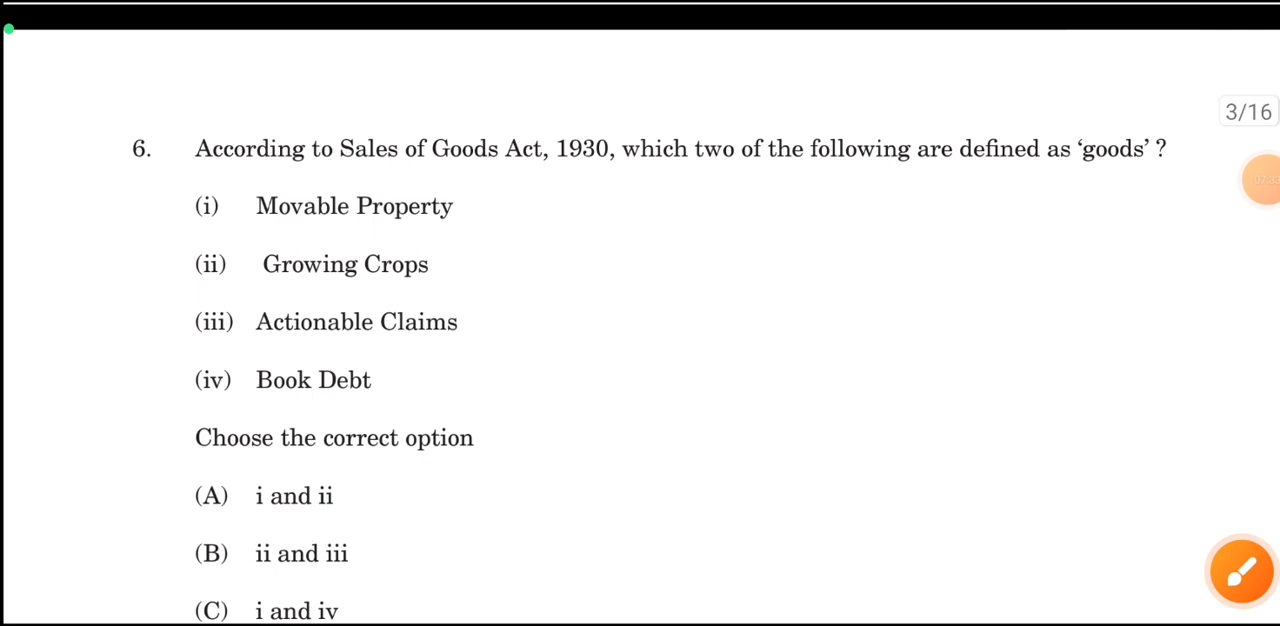 3/16
6. According to Sales of Goods Act, 1930, which two of the following are defined as ‘goods’ ?
(i) Movable Property
(ii) Growing Crops
(iii) Actionable Claims
(iv) Book Debt
Choose the correct option
(A) i and ii
(B) ii and iii
(C) i and iv